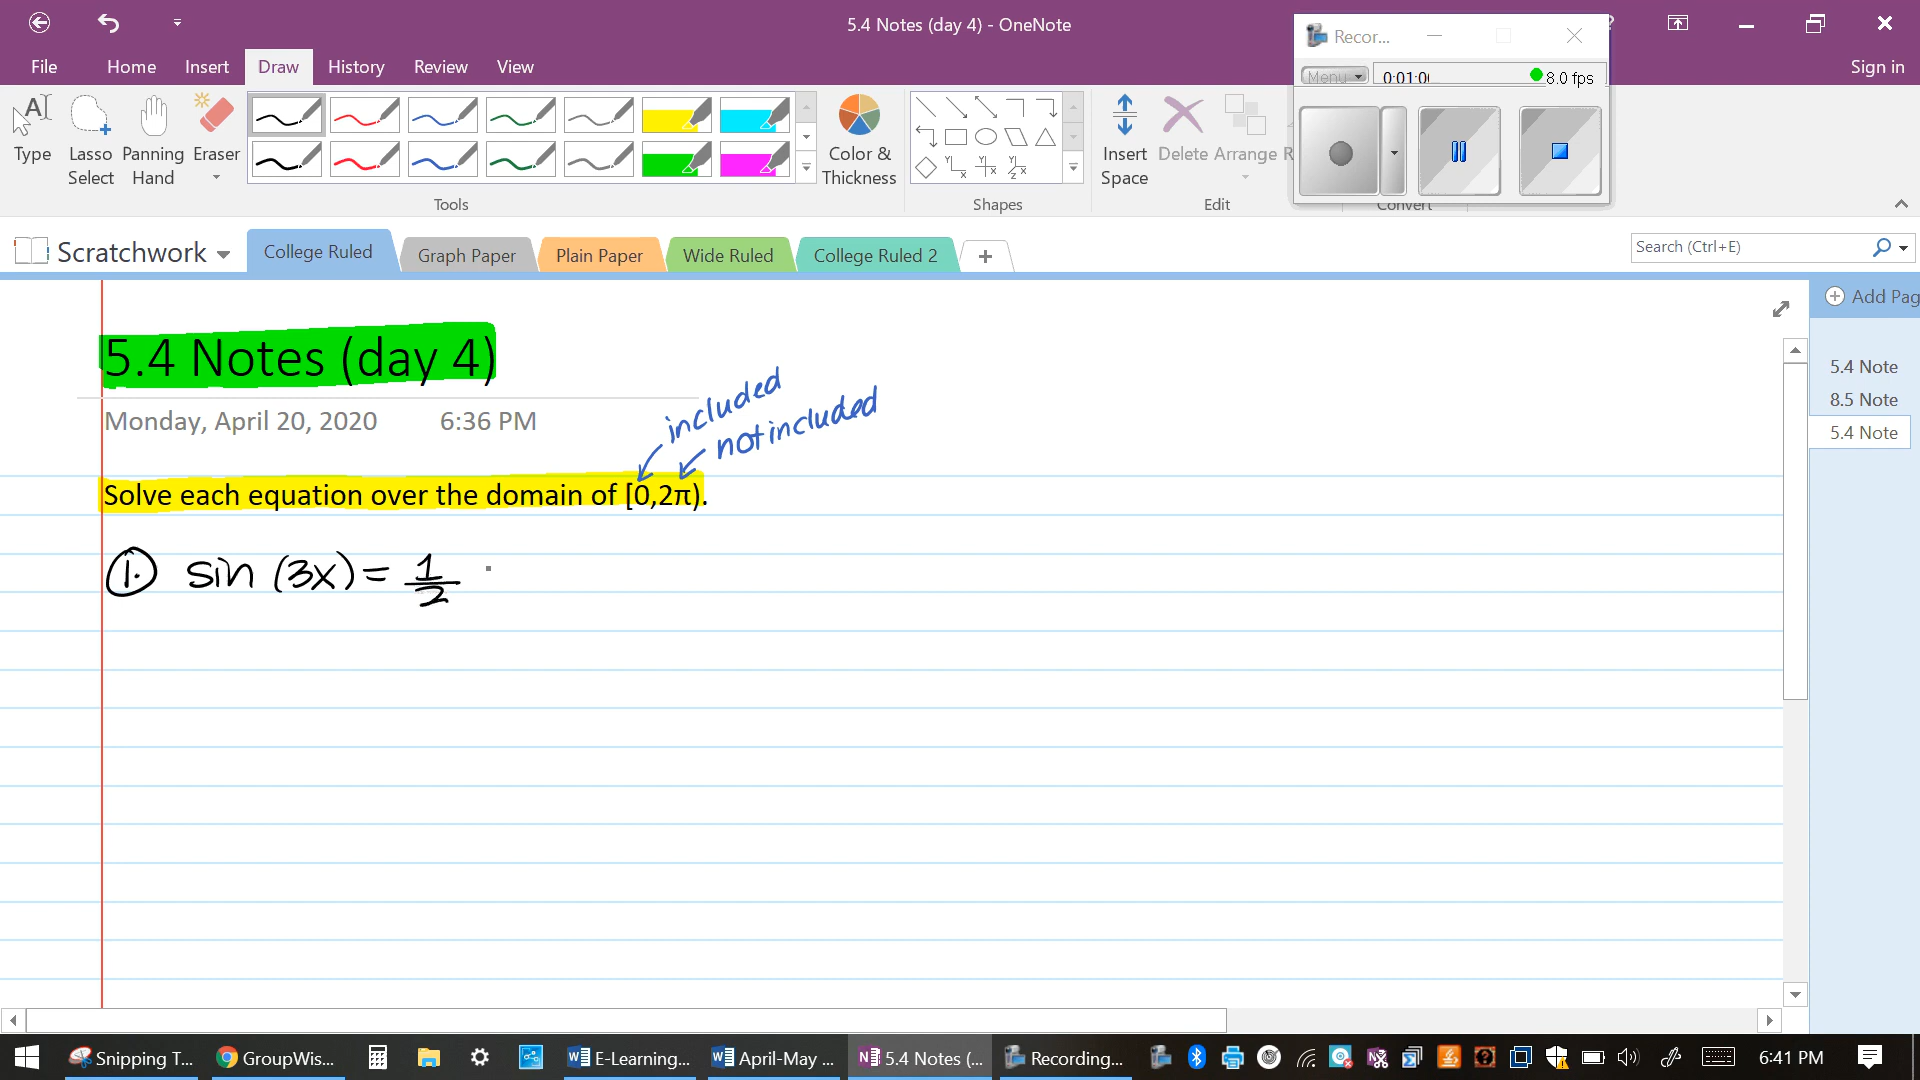 5.4 Notes (day 4) - OneNote
Recor...
File Home Insert Draw History Review View
Sign in
Menu 0:01:0 8.0 fps
Type Lasso Select Panning Hand Eraser
Color & Thickness
Insert Space Delete Arrange R
Tools Shapes Edit Convert
Scratchwork College Ruled Graph Paper Plain Paper Wide Ruled College Ruled 2 +
Search (Ctrl+E)
Add Pag
5.4 Note
8.5 Note
5.4 Note
5.4 Notes (day 4)
Monday, April 20, 2020 6:36 PM
included
not included
Solve each equation over the domain of [0,2π).
1. sin (3x) = 1/2
Snipping T... GroupWis... E-Learning... April-May ... 5.4 Notes (... Recording... 6:41 PM